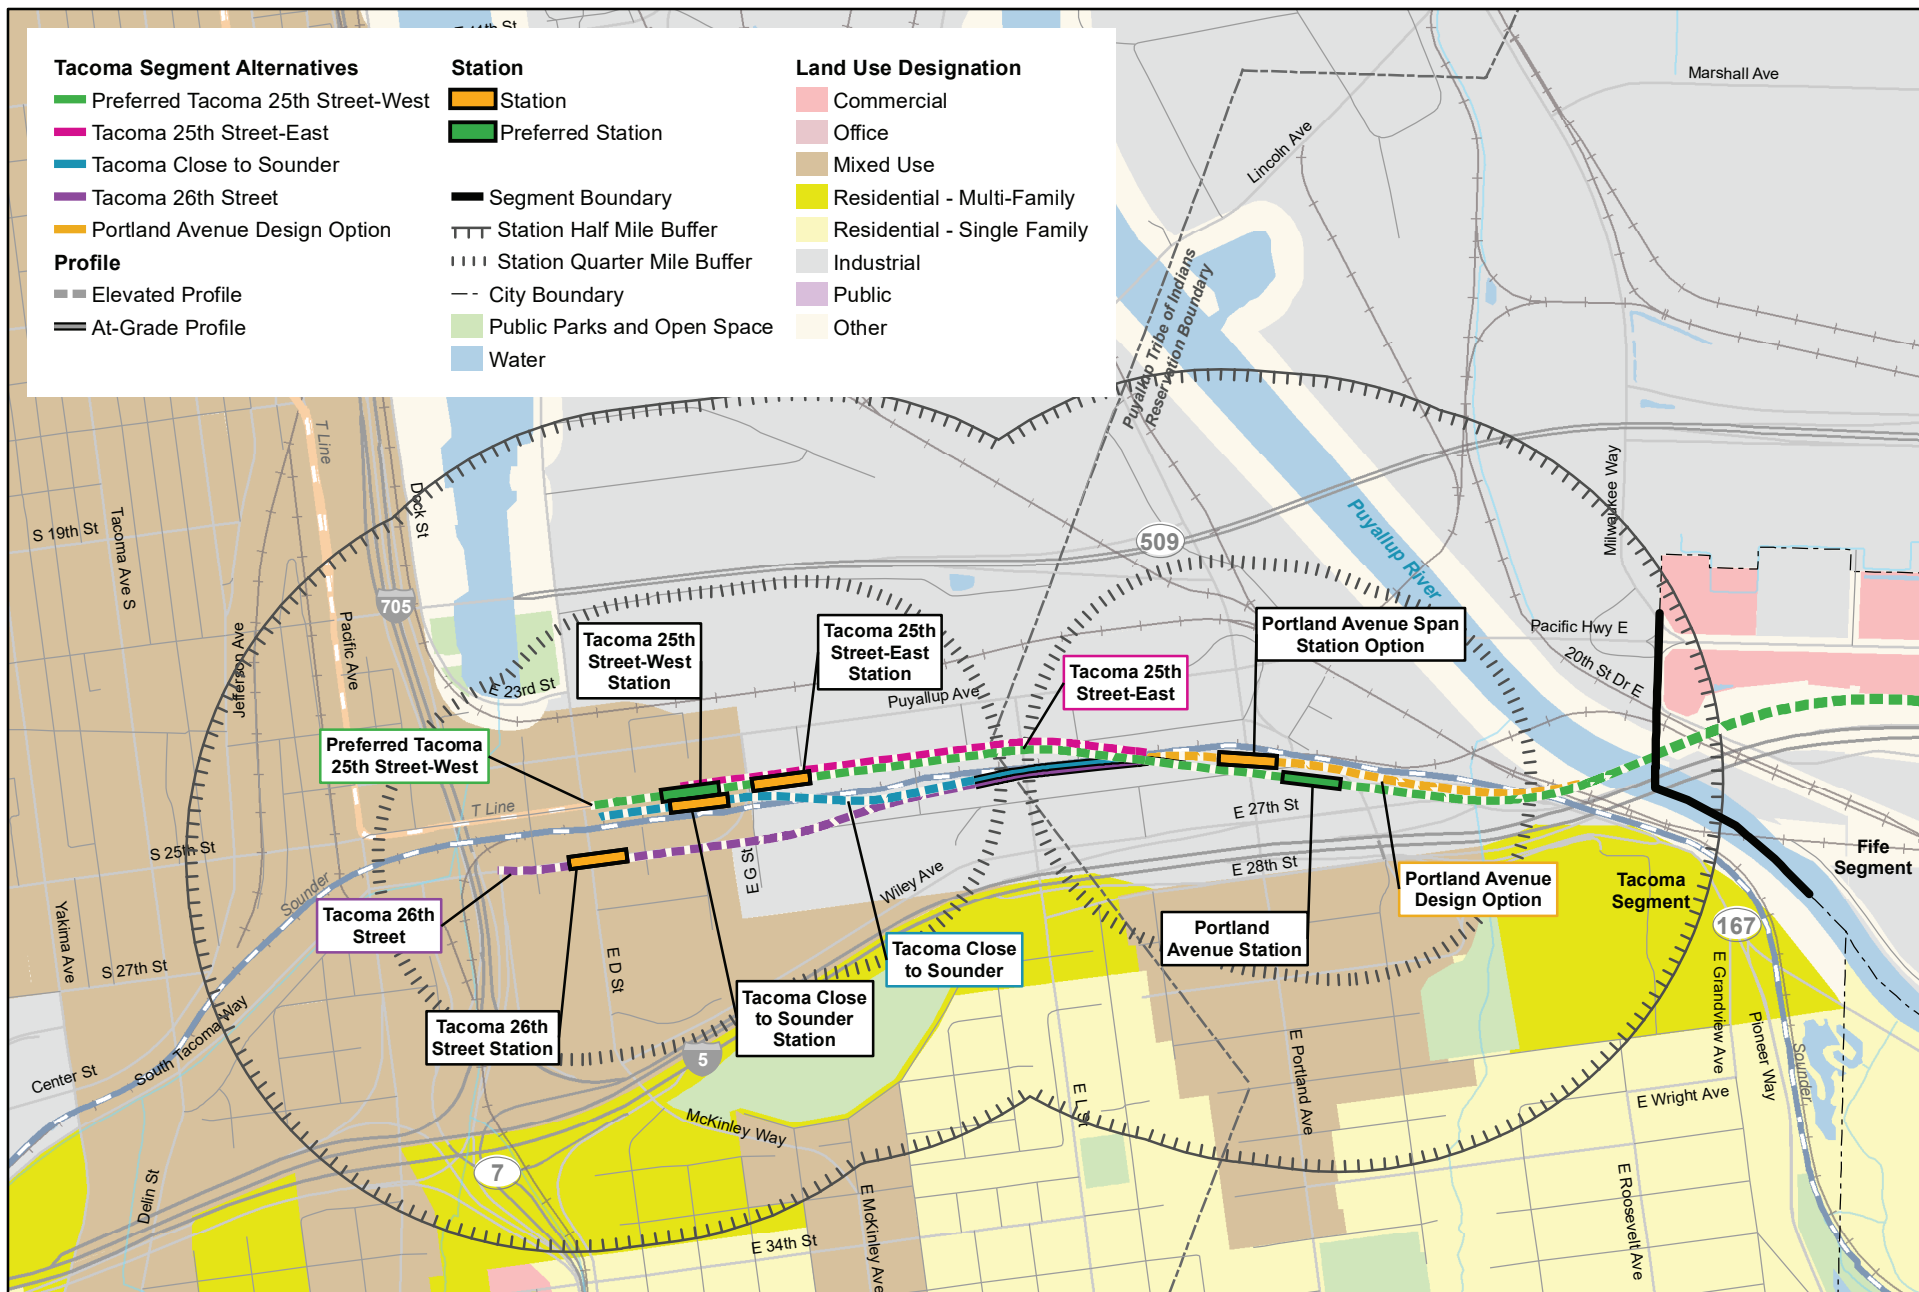 Tacoma Segment Alternatives
Preferred Tacoma 25th Street-West
Tacoma 25th Street-East
Tacoma Close to Sounder
Tacoma 26th Street
Portland Avenue Design Option
Profile
Elevated Profile
At-Grade Profile
Station
Station
Preferred Station
Segment Boundary
Station Half Mile Buffer
Station Quarter Mile Buffer
City Boundary
Public Parks and Open Space
Water
Land Use Designation
Commercial
Office
Mixed Use
Residential - Multi-Family
Residential - Single Family
Industrial
Public
Other
Marshall Ave
Lincoln Ave
Puyallup Tribe of Indians
Reservation Boundary
T Line
Dock St
S 19th St
Tacoma Ave S
Jefferson Ave
Pacific Ave
705
509
Puyallup River
Milwaukee Way
Pacific Hwy E
20th St Dr E
E 23rd St
Puyallup Ave
Tacoma 25th
Street-West
Station
Tacoma 25th
Street-East
Station
Tacoma 25th
Street-East
Portland Avenue Span
Station Option
Preferred Tacoma
25th Street-West
T Line
S 25th St
Sounder
Yakima Ave
S 27th St
South Tacoma Way
Center St
Delin St
Tacoma 26th
Street
Tacoma 26th
Street Station
E D St
E G St
Wiley Ave
E 27th St
E 28th St
Tacoma Close
to Sounder
Tacoma Close
to Sounder
Station
Portland
Avenue Station
Portland Avenue
Design Option
Tacoma
Segment
Fife
Segment
167
5
7
McKinley Way
E 34th St
E McKinley Ave
E L St
E Portland Ave
E Grandview Ave
Pioneer Way
Sounder
E Wright Ave
E Roosevelt Ave